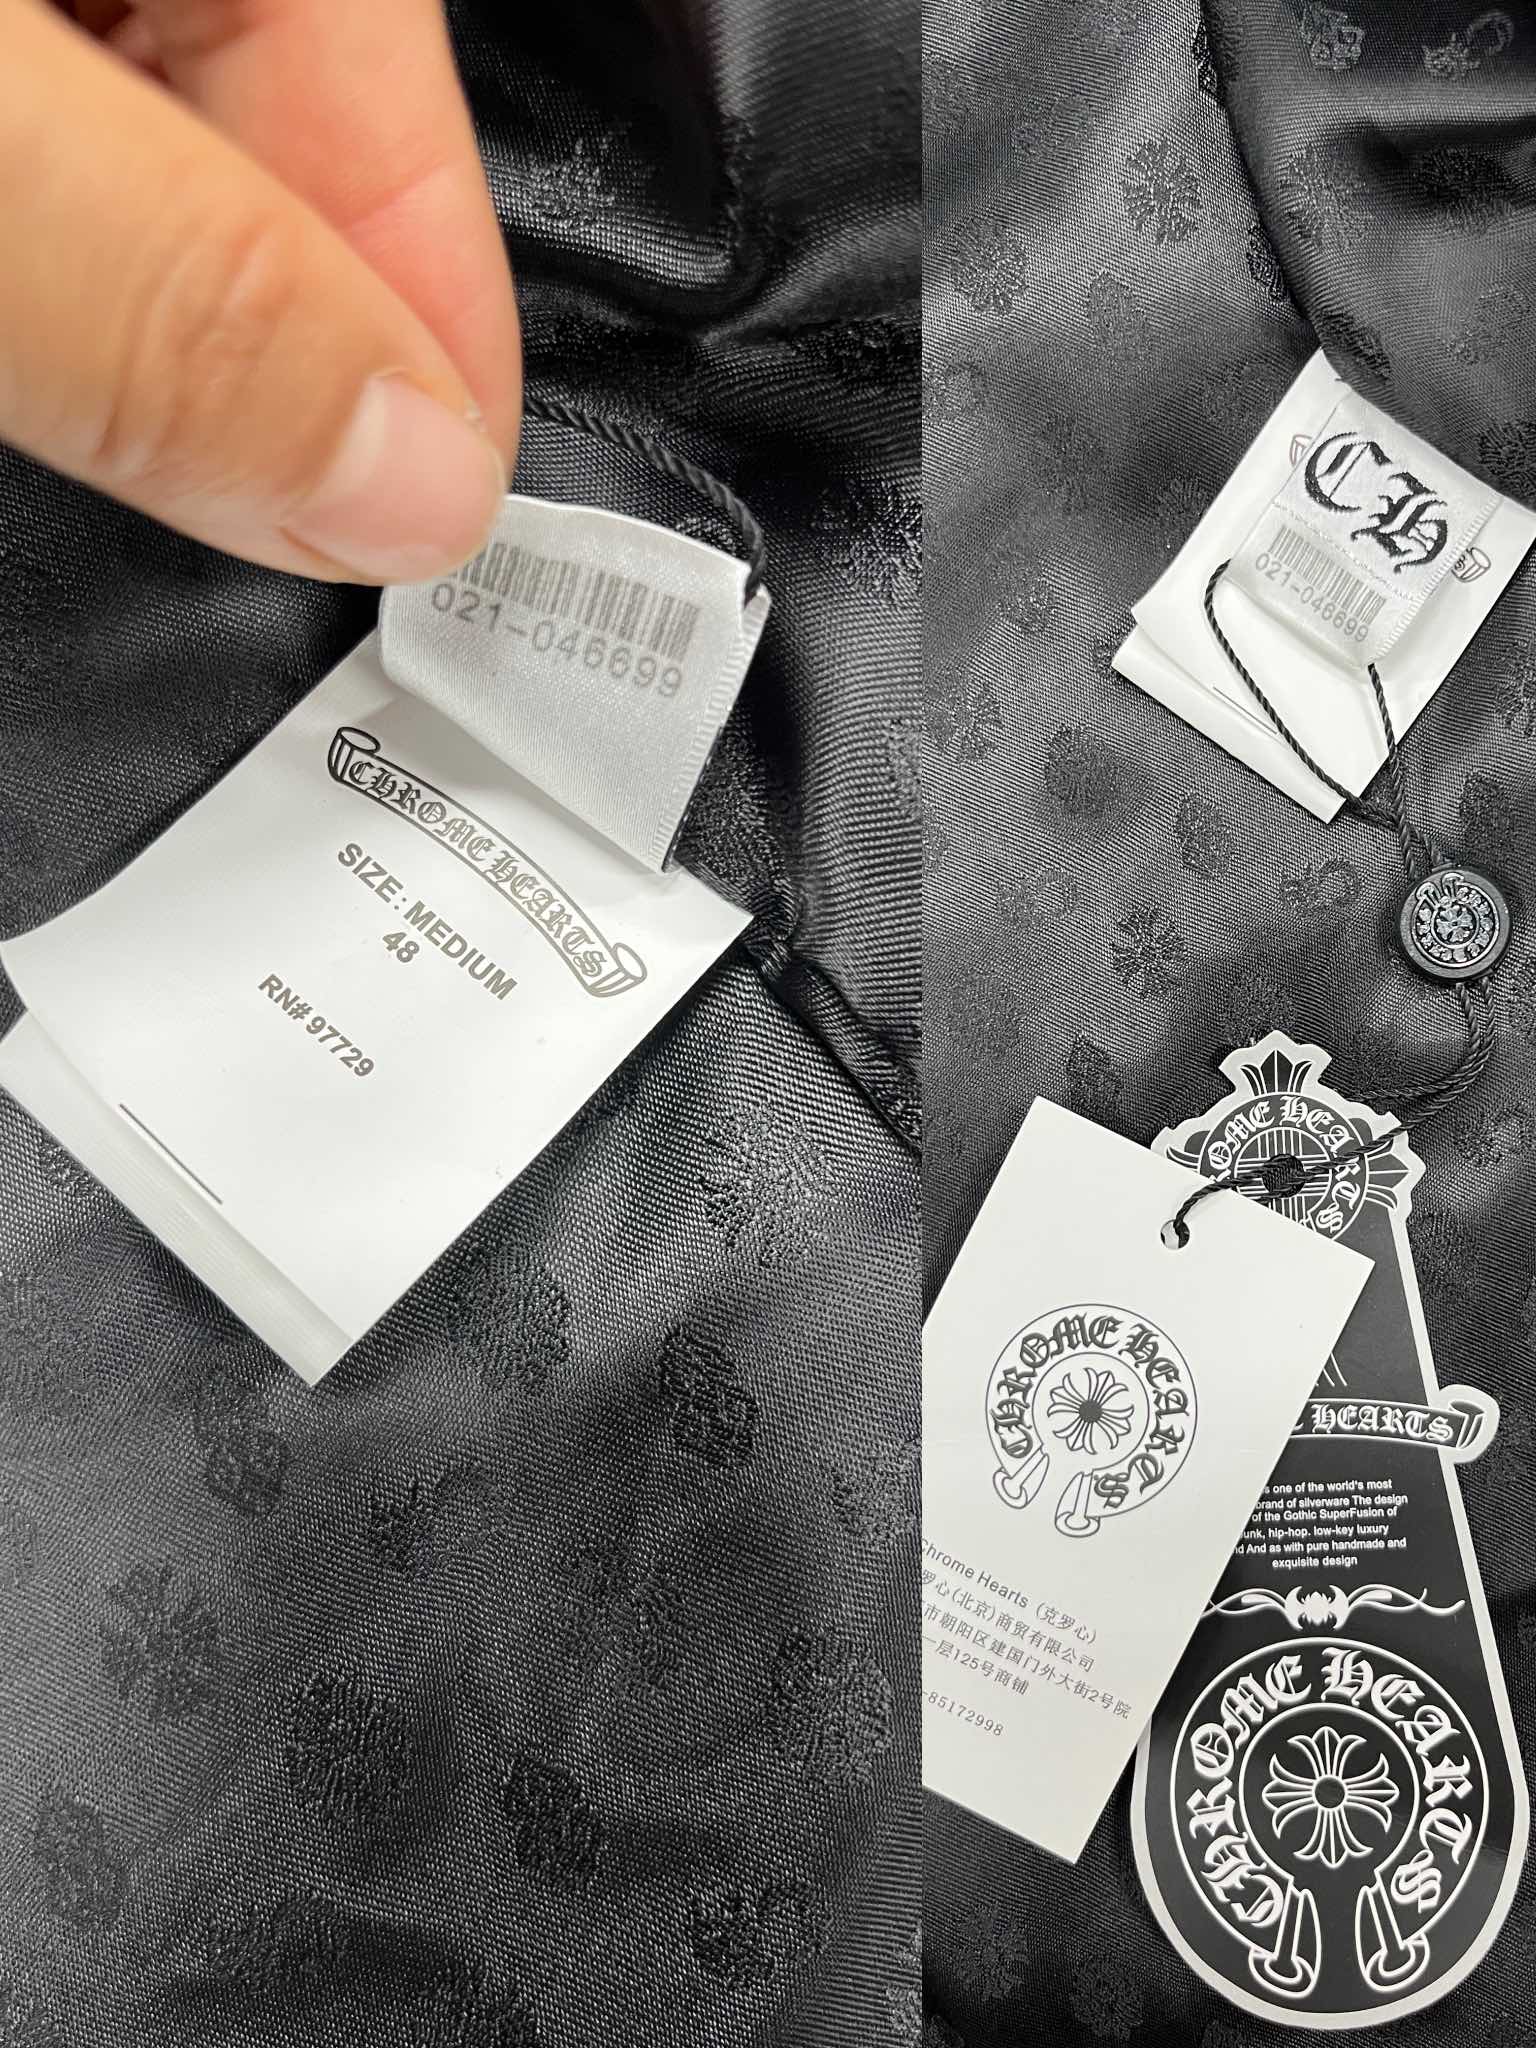 021-046699
CHROME HEARTS
SIZE: MEDIUM
48
RN# 97729
CH
021-046699
CHROME HEARTS
CHROME HEARTS
Chrome Hearts (克罗心)
罗心(北京)商贸有限公司
市朝阳区建国门外大街2号院
一层125号商铺
-85172998
HEARTS
one of the world's most
brand of silverware The design
of the Gothic SuperFusion of
unk, hip-hop. low-key luxury
And as with pure handmade and
exquisite design
CHROME HEARTS